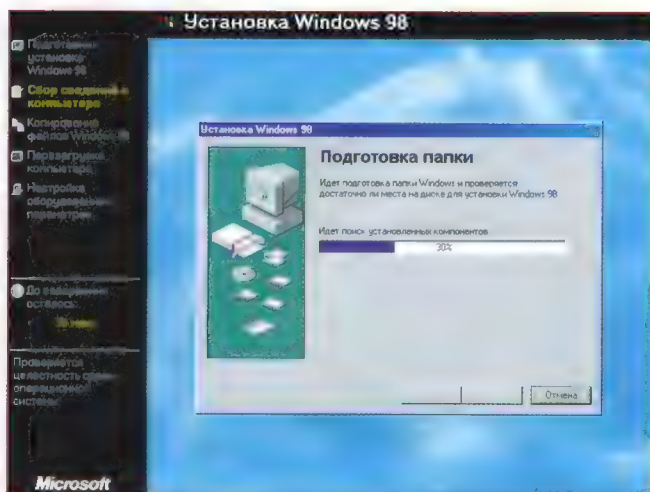 Установка Windows 98
Подготовка
установка
Windows 98
Сбор сведений о
компьютере
Копирование
файлов Windows 98
Перезагрузка
компьютера
Настройка
оборудования
параметров
До завершения
осталось:
Проверяется
целостность
операционной
системы
Microsoft
Установка Windows 98
Подготовка папки
Идет подготовка папки Windows и проверяется
достаточно ли места на диске для установки Windows 98
Идет поиск установленных компонентов
30%
Отмена